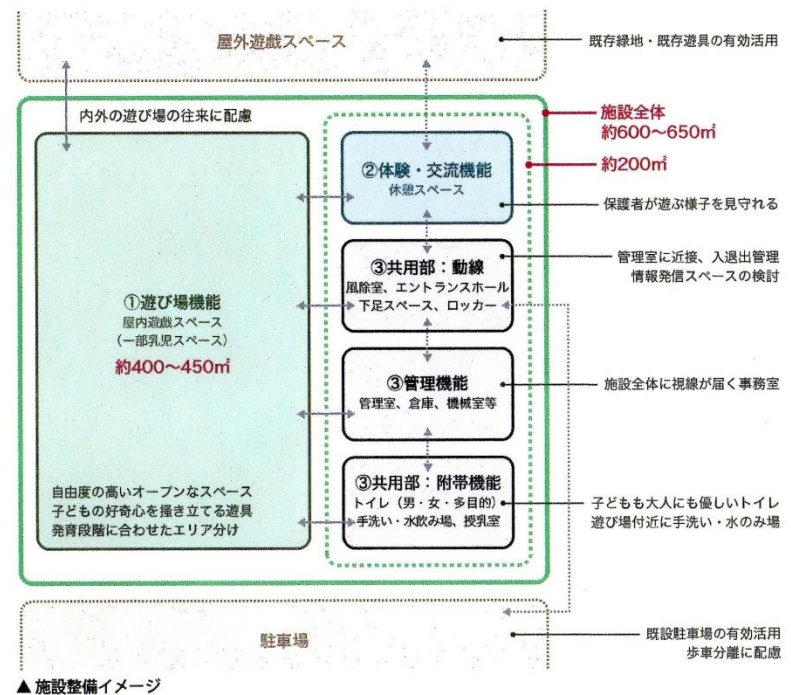 屋外遊戯スペース
既存緑地・既存遊具の有効活用
内外の遊び場の往来に配慮
施設全体
約600〜650㎡
約200㎡
②体験・交流機能
休憩スペース
保護者が遊ぶ様子を見守れる
③共用部：動線
風除室、エントランスホール
下足スペース、ロッカー
管理室に近接、入退出管理
情報発信スペースの検討
①遊び場機能
屋内遊戯スペース
（一部乳児スペース）
約400〜450㎡
③管理機能
管理室、倉庫、機械室等
施設全体に視線が届く事務室
自由度の高いオープンなスペース
子どもの好奇心を掻き立てる遊具
発育段階に合わせたエリア分け
③共用部：附帯機能
トイレ（男・女・多目的）
手洗い・水飲み場、授乳室
子どもも大人にも優しいトイレ
遊び場付近に手洗い・水のみ場
駐車場
既設駐車場の有効活用
歩車分離に配慮
▲ 施設整備イメージ